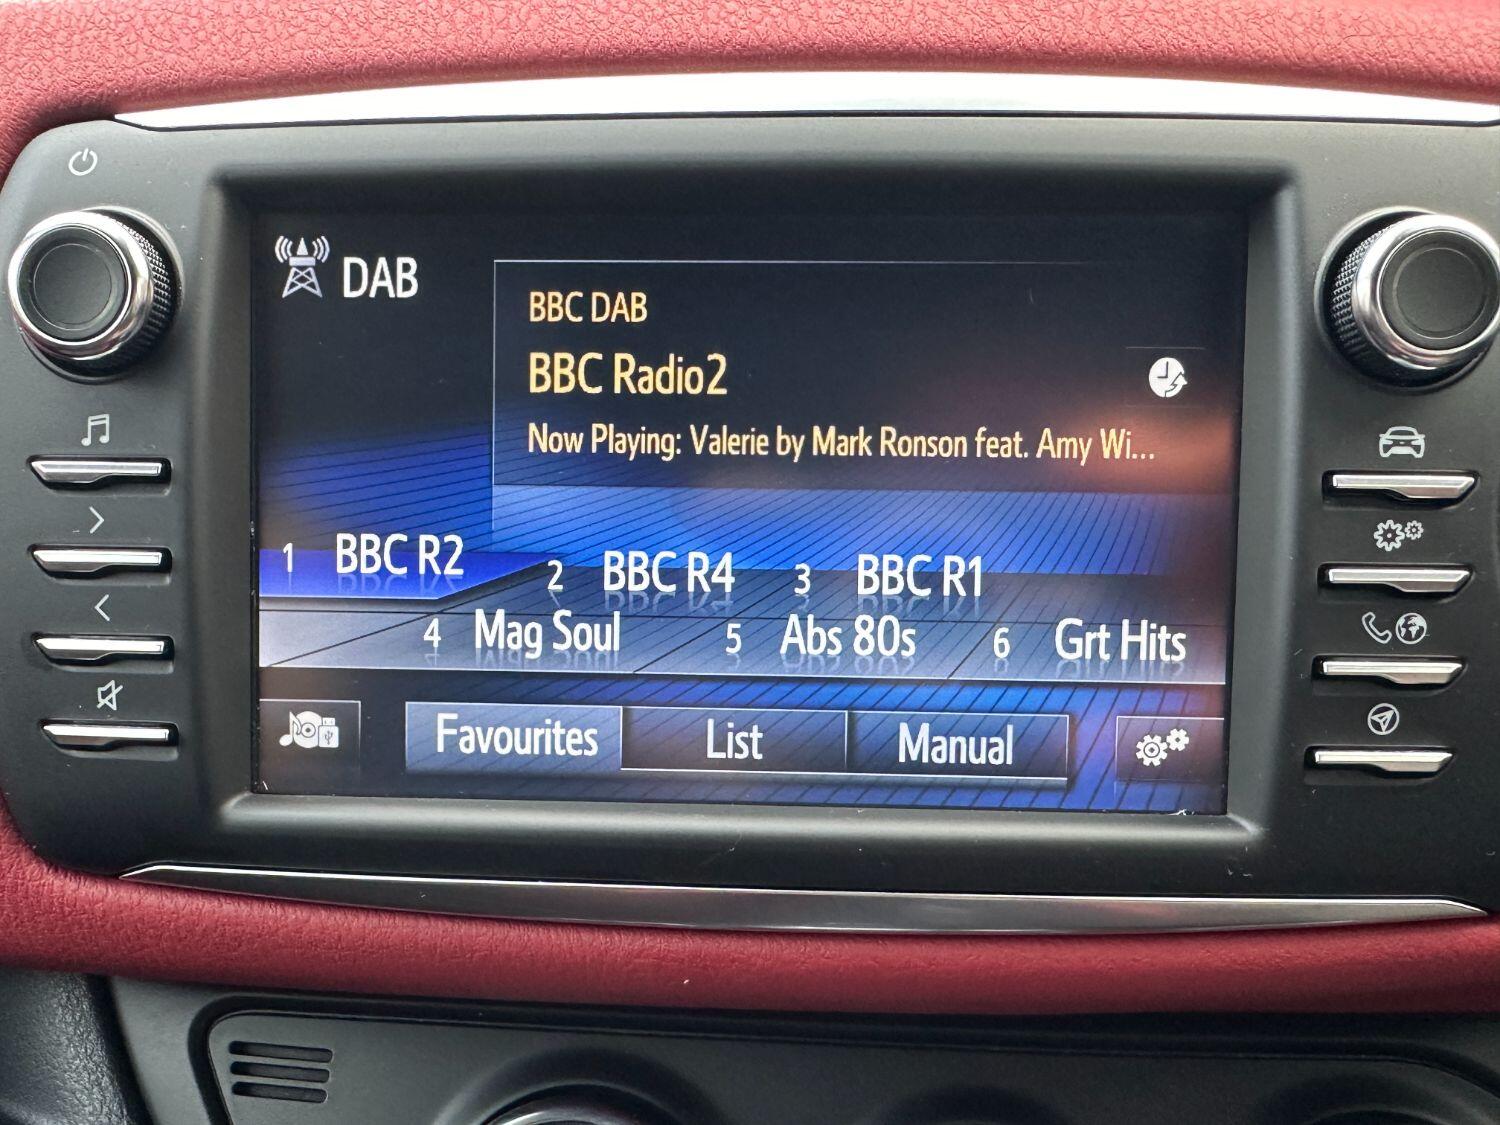 DAB
BBC DAB
BBC Radio2
Now Playing: Valerie by Mark Ronson feat. Amy Wi...
1 BBC R2 2 BBC R4 3 BBC R1
4 Mag Soul 5 Abs 80s 6 Grt Hits
Favourites List Manual